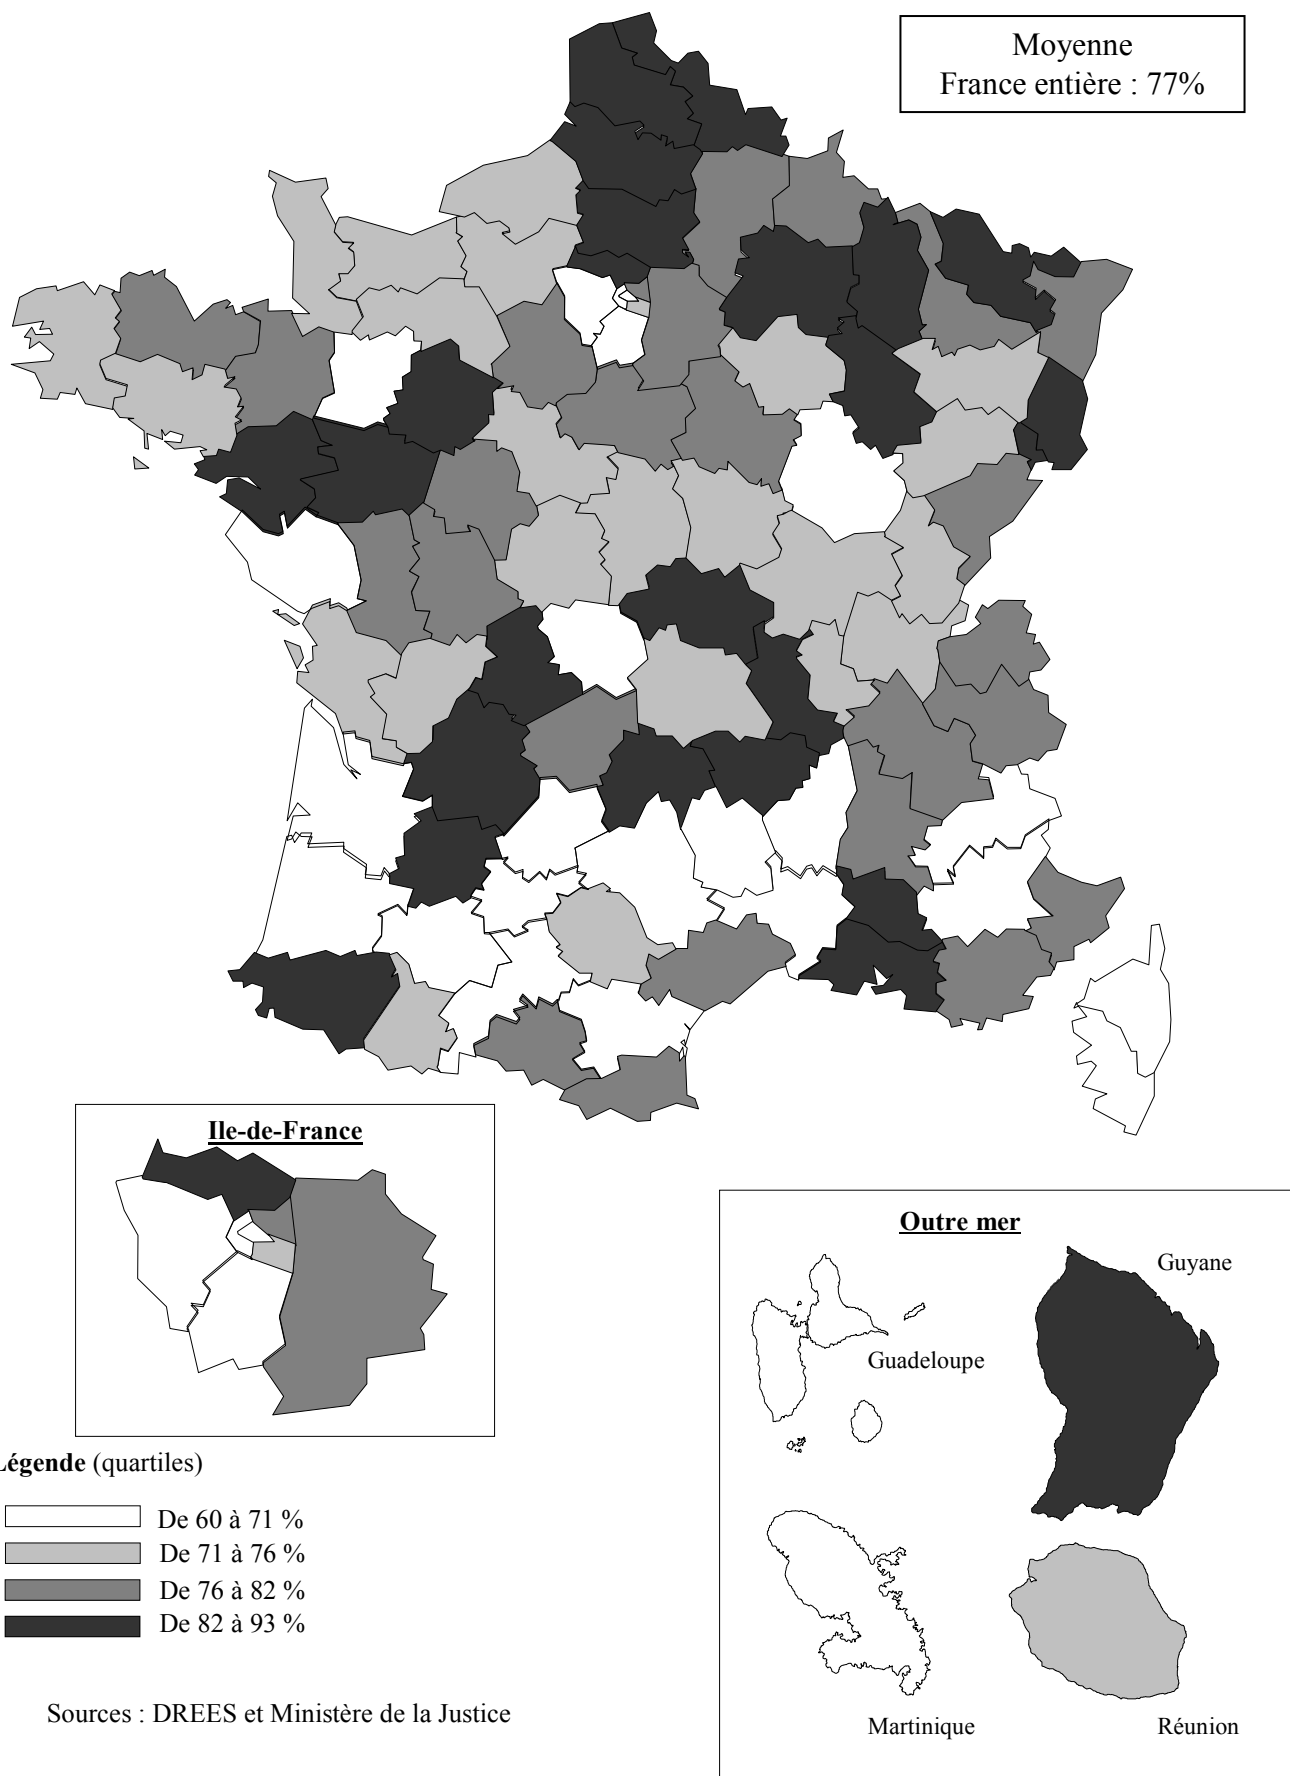 Moyenne
France entière : 77%
Ile-de-France
Outre mer
Guyane
Guadeloupe
Légende (quartiles)
De 60 à 71 %
De 71 à 76 %
De 76 à 82 %
De 82 à 93 %
Sources : DREES et Ministère de la Justice
Martinique
Réunion